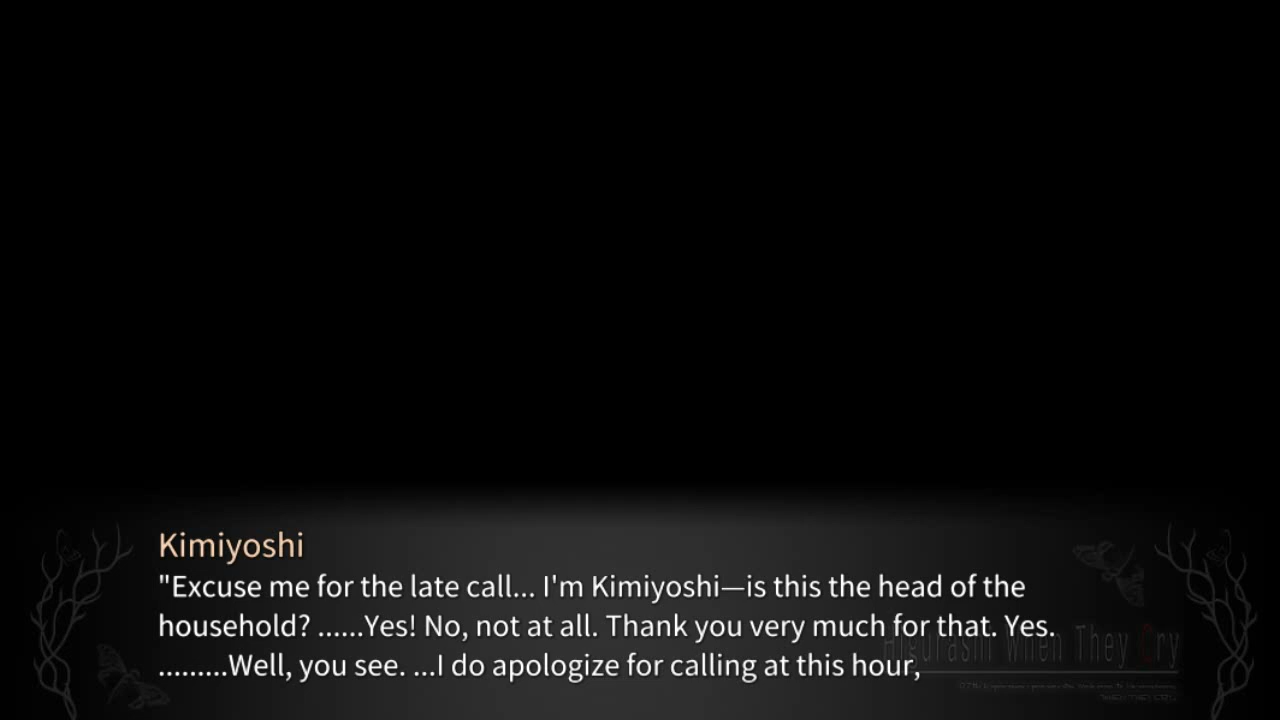 Kimiyoshi
"Excuse me for the late call... I'm Kimiyoshi—is this the head of the
household? ......Yes! No, not at all. Thank you very much for that. Yes.
.........Well, you see. ...I do apologize for calling at this hour,
Higurashi When They Cry